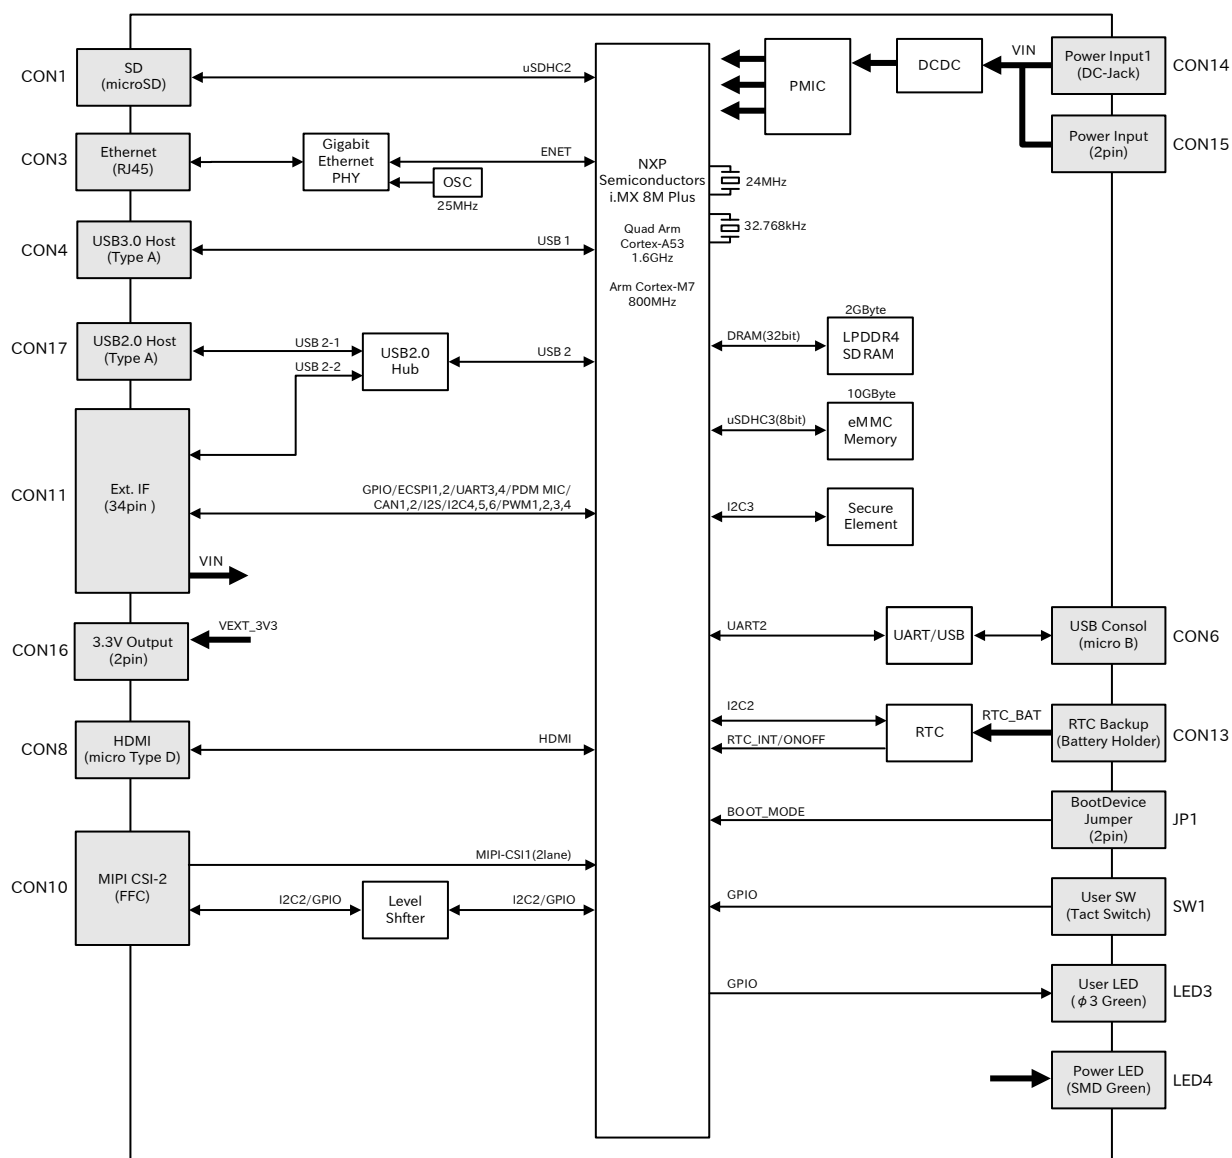 CON1
SD
(microSD)
uSDHC2
CON3
Ethernet
(RJ45)
Gigabit
Ethernet
PHY
ENET
OSC
25MHz
CON4
USB3.0 Host
(Type A)
USB 1
CON17
USB2.0 Host
(Type A)
USB 2-1
USB 2-2
USB2.0
Hub
USB 2
CON11
Ext. IF
(34pin )
GPIO/ECSPI1,2/UART3,4/PDM MIC/
CAN1,2/I2S/I2C4,5,6/PWM1,2,3,4
VIN
CON16
3.3V Output
(2pin)
VEXT_3V3
CON8
HDMI
(micro Type D)
HDMI
CON10
MIPI CSI-2
(FFC)
MIPI-CSI1(2lane)
I2C2/GPIO
Level
Shfter
I2C2/GPIO
NXP
Semiconductors
i.MX 8M Plus
Quad Arm
Cortex-A53
1.6GHz
Arm Cortex-M7
800MHz
PMIC
DCDC
VIN
Power Input1
(DC-Jack)
CON14
Power Input
(2pin)
CON15
24MHz
32.768kHz
DRAM(32bit)
2GByte
LPDDR4
SDRAM
uSDHC3(8bit)
10GByte
eMMC
Memory
I2C3
Secure
Element
UART2
UART/USB
USB Consol
(micro B)
CON6
I2C2
RTC_INT/ONOFF
RTC
RTC_BAT
RTC Backup
(Battery Holder)
CON13
BOOT_MODE
BootDevice
Jumper
(2pin)
JP1
GPIO
User SW
(Tact Switch)
SW1
GPIO
User LED
(φ3 Green)
LED3
Power LED
(SMD Green)
LED4